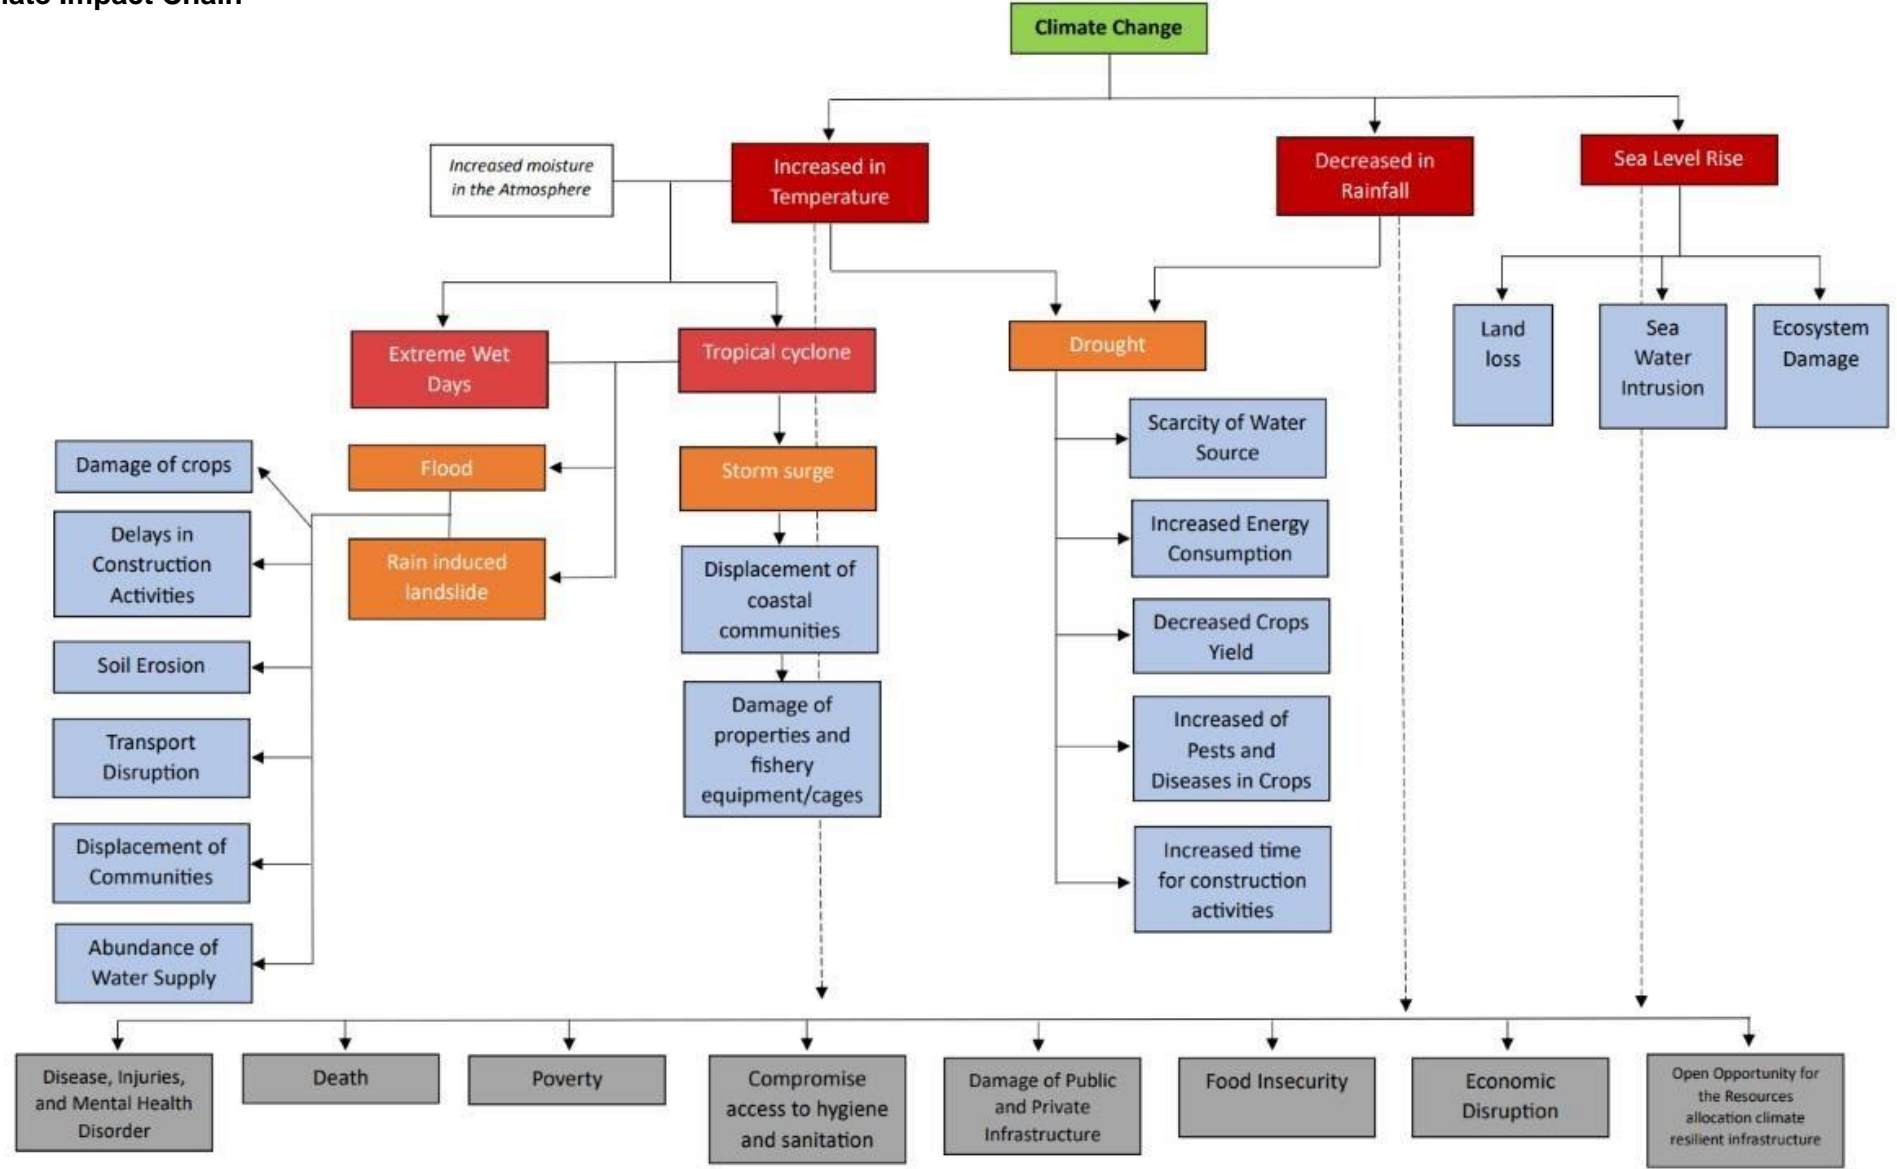 Impact Chain
Climate Change
Increased moisture
in the Atmosphere
Increased in
Temperature
Decreased in
Rainfall
Sea Level Rise
Extreme Wet
Days
Tropical cyclone
Drought
Land
loss
Sea
Water
Intrusion
Ecosystem
Damage
Damage of crops
Flood
Storm surge
Scarcity of Water
Source
Delays in
Construction
Activities
Rain induced
landslide
Displacement of
coastal
communities
Increased Energy
Consumption
Soil Erosion
Decreased Crops
Yield
Transport
Disruption
Damage of
properties and
fishery
equipment/cages
Increased of
Pests and
Diseases in Crops
Displacement of
Communities
Increased time
for construction
activities
Abundance of
Water Supply
Disease, Injuries,
and Mental Health
Disorder
Death
Poverty
Compromise
access to hygiene
and sanitation
Damage of Public
and Private
Infrastructure
Food Insecurity
Economic
Disruption
Open Opportunity for
the Resources
allocation climate
resilient infrastructure